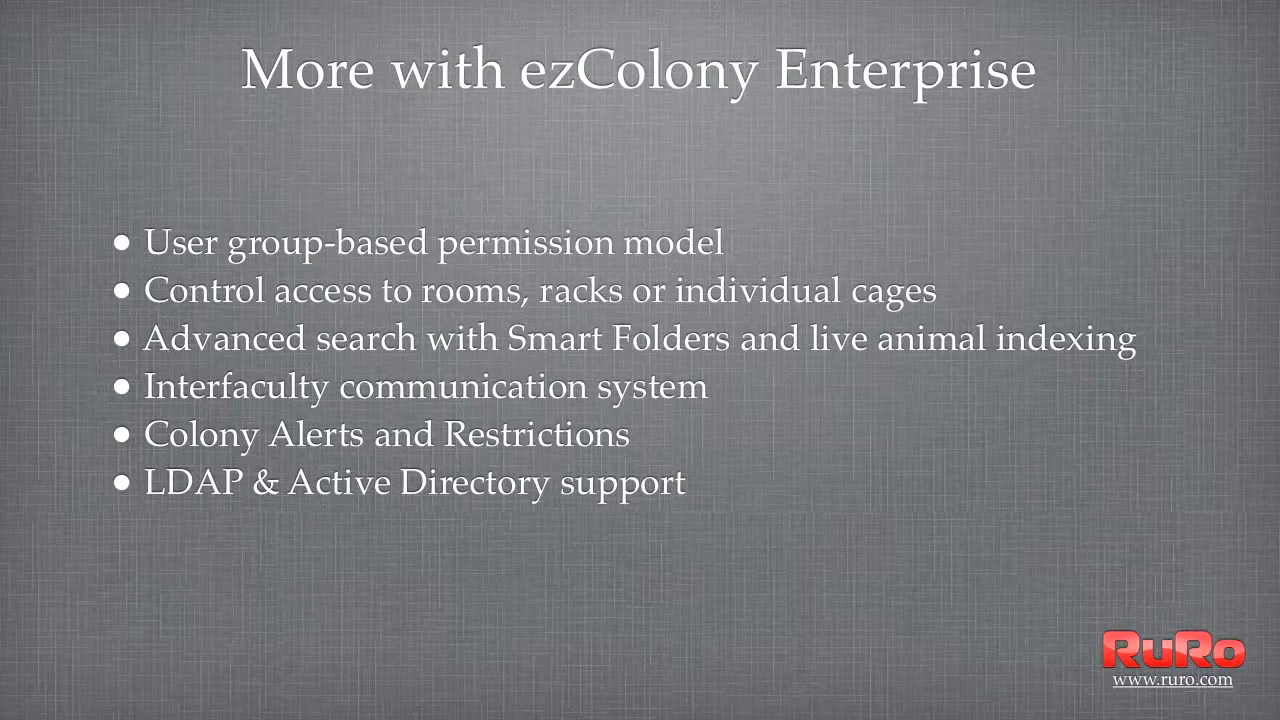 More with ezColony Enterprise
• User group-based permission model
• Control access to rooms, racks or individual cages
• Advanced search with Smart Folders and live animal indexing
• Interfaculty communication system
• Colony Alerts and Restrictions
• LDAP & Active Directory support
RuRo
www.ruro.com